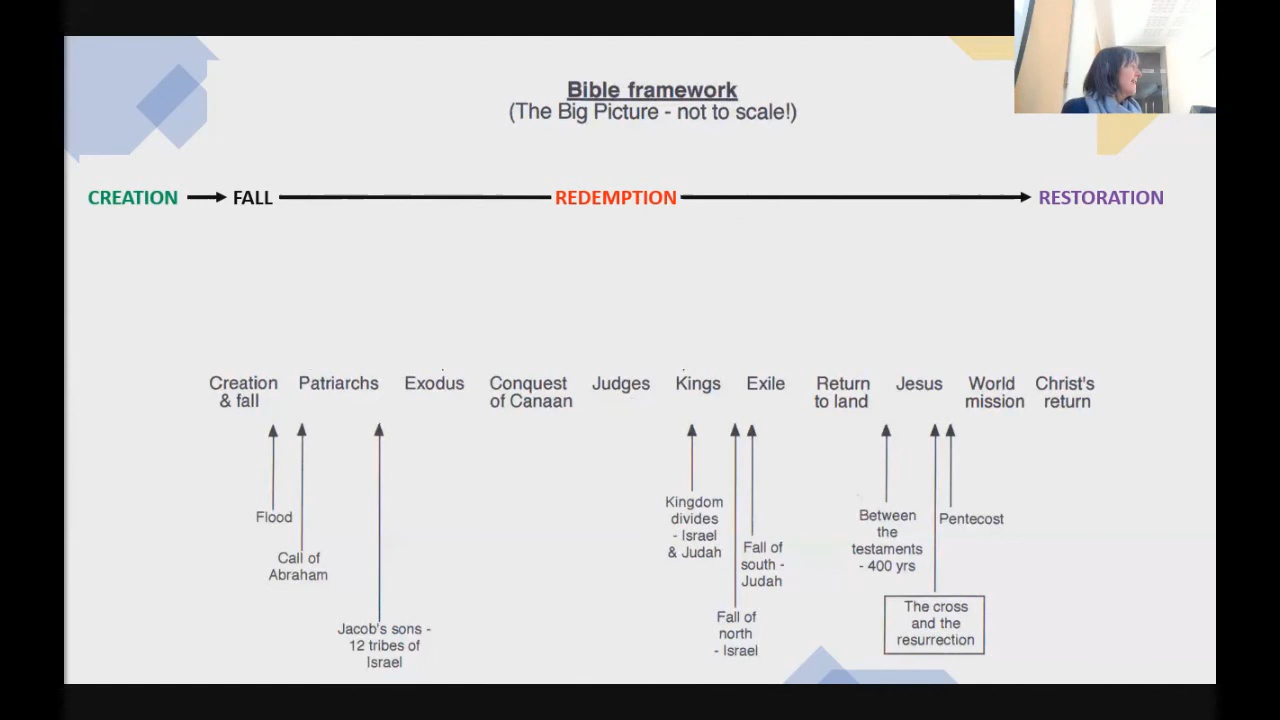 Bible framework
(The Big Picture - not to scale!)
CREATION FALL REDEMPTION RESTORATION
Creation
& fall
Patriarchs
Exodus
Conquest
of Canaan
Judges
Kings
Exile
Return
to land
Jesus
World
mission
Christ's
return
Flood
Call of
Abraham
Jacob's sons -
12 tribes of
Israel
Kingdom
divides
- Israel
& Judah
Fall of
north
- Israel
Fall of
south -
Judah
Between
the
testaments
- 400 yrs
The cross
and the
resurrection
Pentecost